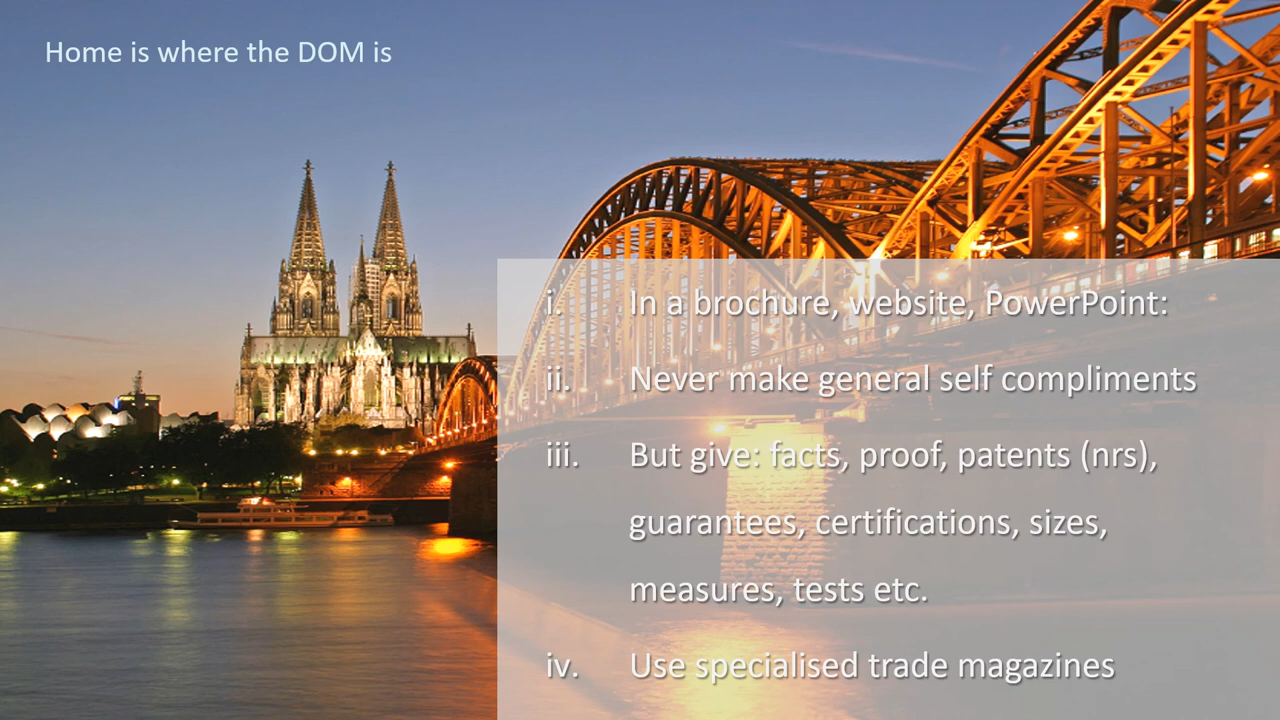 Home is where the DOM is
i. In a brochure, website, PowerPoint:
ii. Never make general self compliments
iii. But give: facts, proof, patents (nrs),
guarantees, certifications, sizes,
measures, tests etc.
iv. Use specialised trade magazines